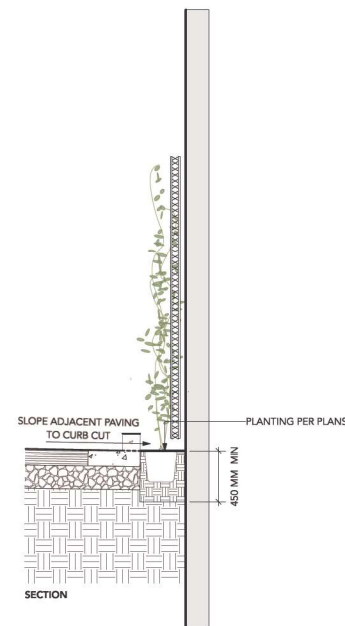 SLOPE ADJACENT PAVING
TO CURB CUT
PLANTING PER PLANS
450 MM MIN
SECTION